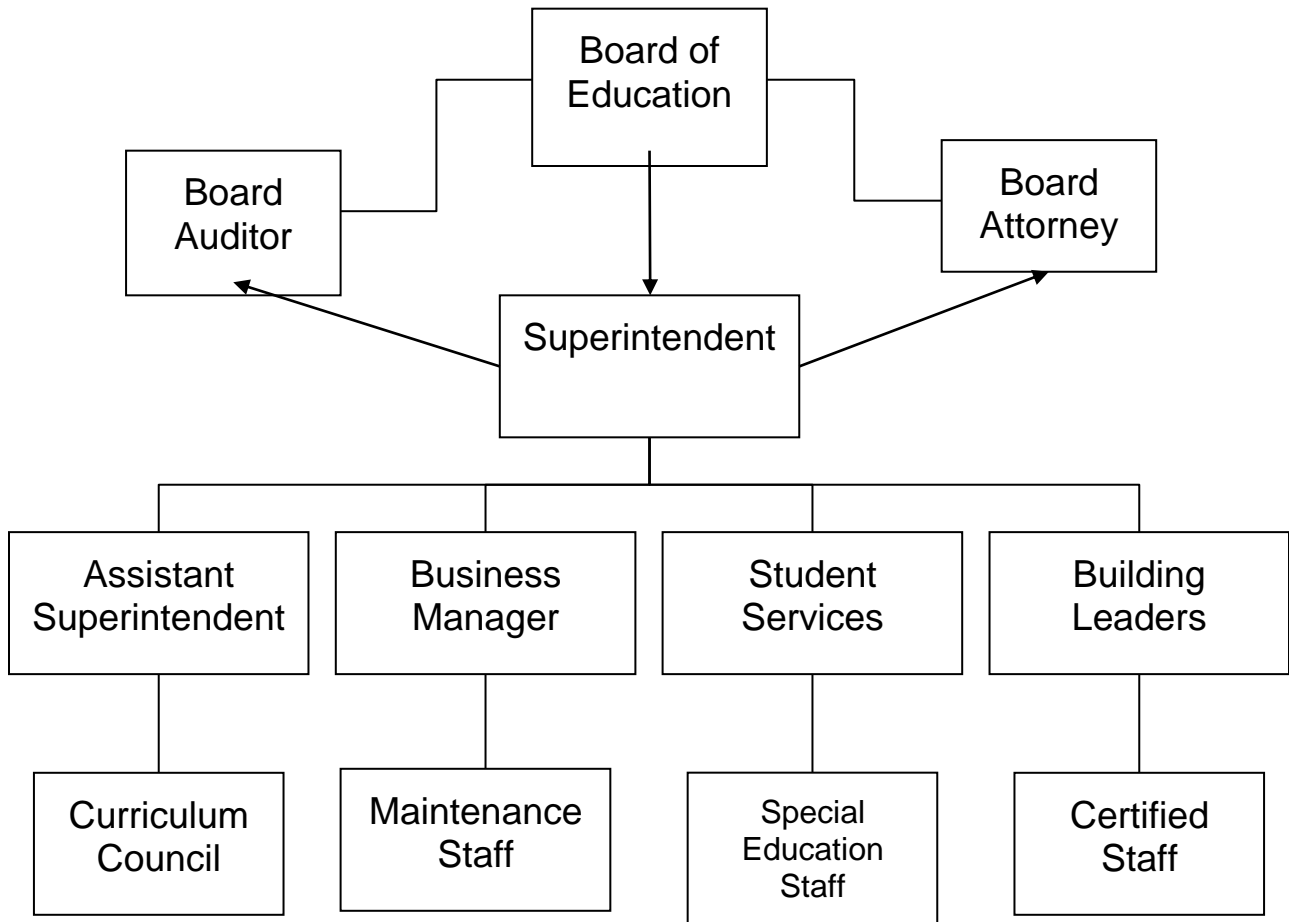 Board of
Education
Board
Auditor
Board
Attorney
Superintendent
Assistant
Superintendent
Business
Manager
Student
Services
Building
Leaders
Curriculum
Council
Maintenance
Staff
Special
Education
Staff
Certified
Staff